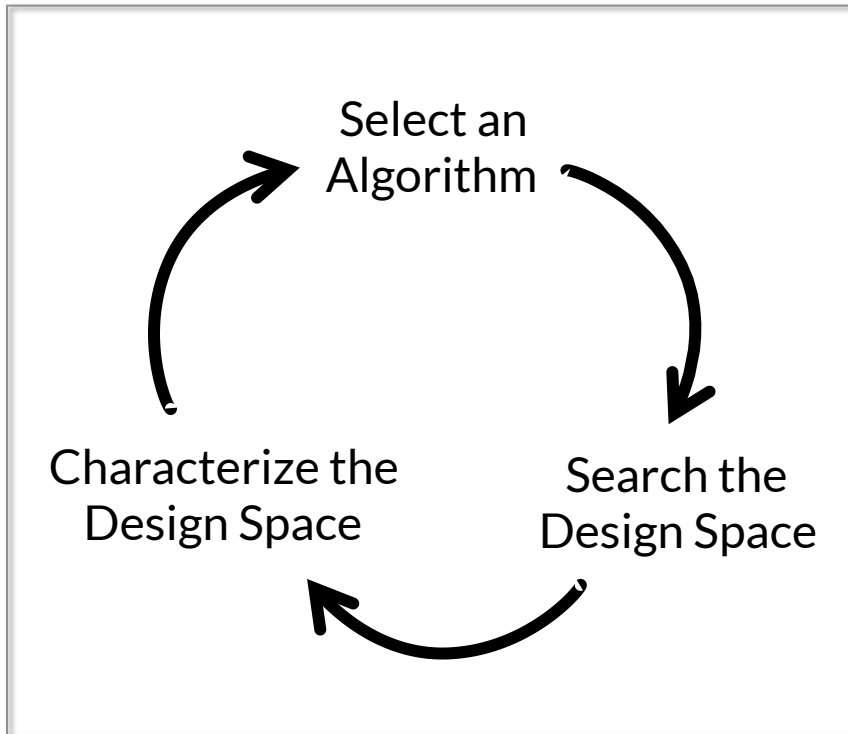 Select an
Algorithm
Characterize the
Design Space
Search the
Design Space